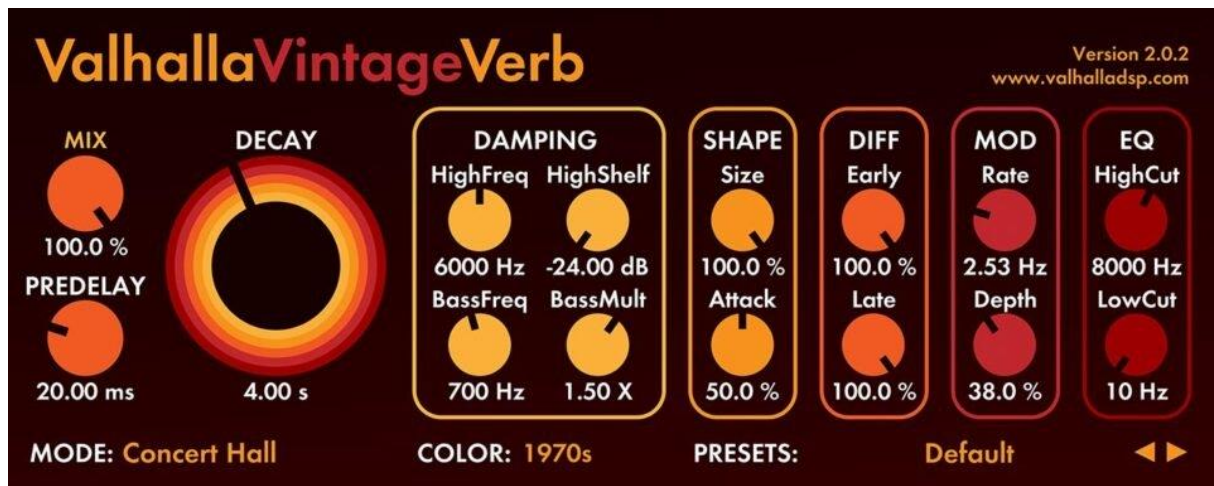 ValhallaVintageVerb
Version 2.0.2
www.valhalladsp.com
MIX
100.0 %
PREDELAY
20.00 ms
DECAY
4.00 s
DAMPING
HighFreq HighShelf
6000 Hz -24.00 dB
BassFreq BassMult
700 Hz 1.50 X
SHAPE
Size
100.0 %
Attack
50.0 %
DIFF
Early
100.0 %
Late
100.0 %
MOD
Rate
2.53 Hz
Depth
38.0 %
EQ
HighCut
8000 Hz
LowCut
10 Hz
MODE: Concert Hall COLOR: 1970s PRESETS: Default